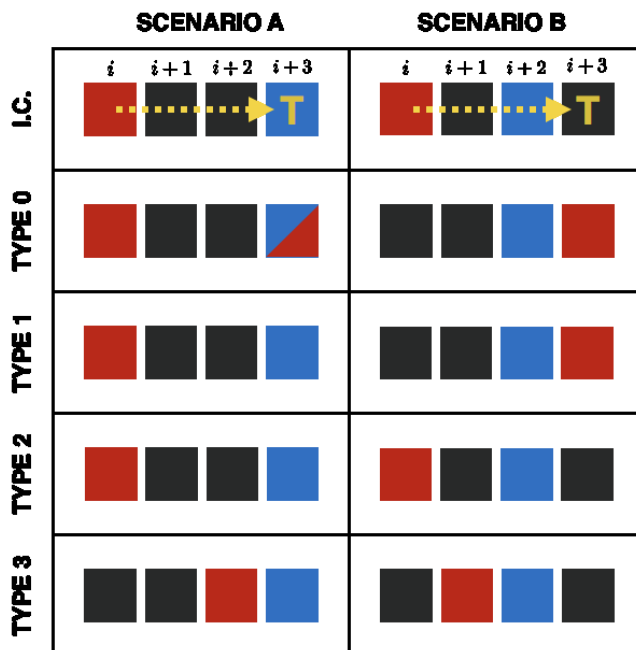 SCENARIO A SCENARIO B
I.C.
i i + 1 i + 2 i + 3 i i + 1 i + 2 i + 3
T T
TYPE 0
TYPE 1
TYPE 2
TYPE 3